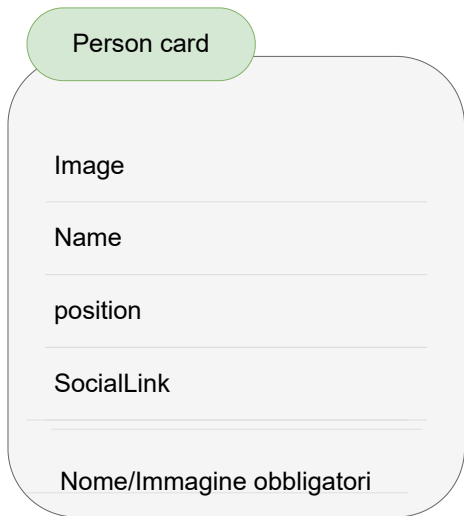 Person card
Image
Name
position
SocialLink
Nome/Immagine obbligatori